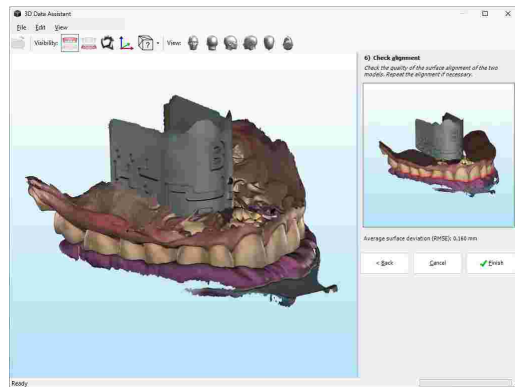 3D Data Assistant
File Edit View
Visibility: View:
6) Check alignment
Check the quality of the surface alignment of the two
models. Repeat the alignment if necessary.
Average surface deviation (RMSE): 0.160 mm
< Back Cancel Finish
Ready